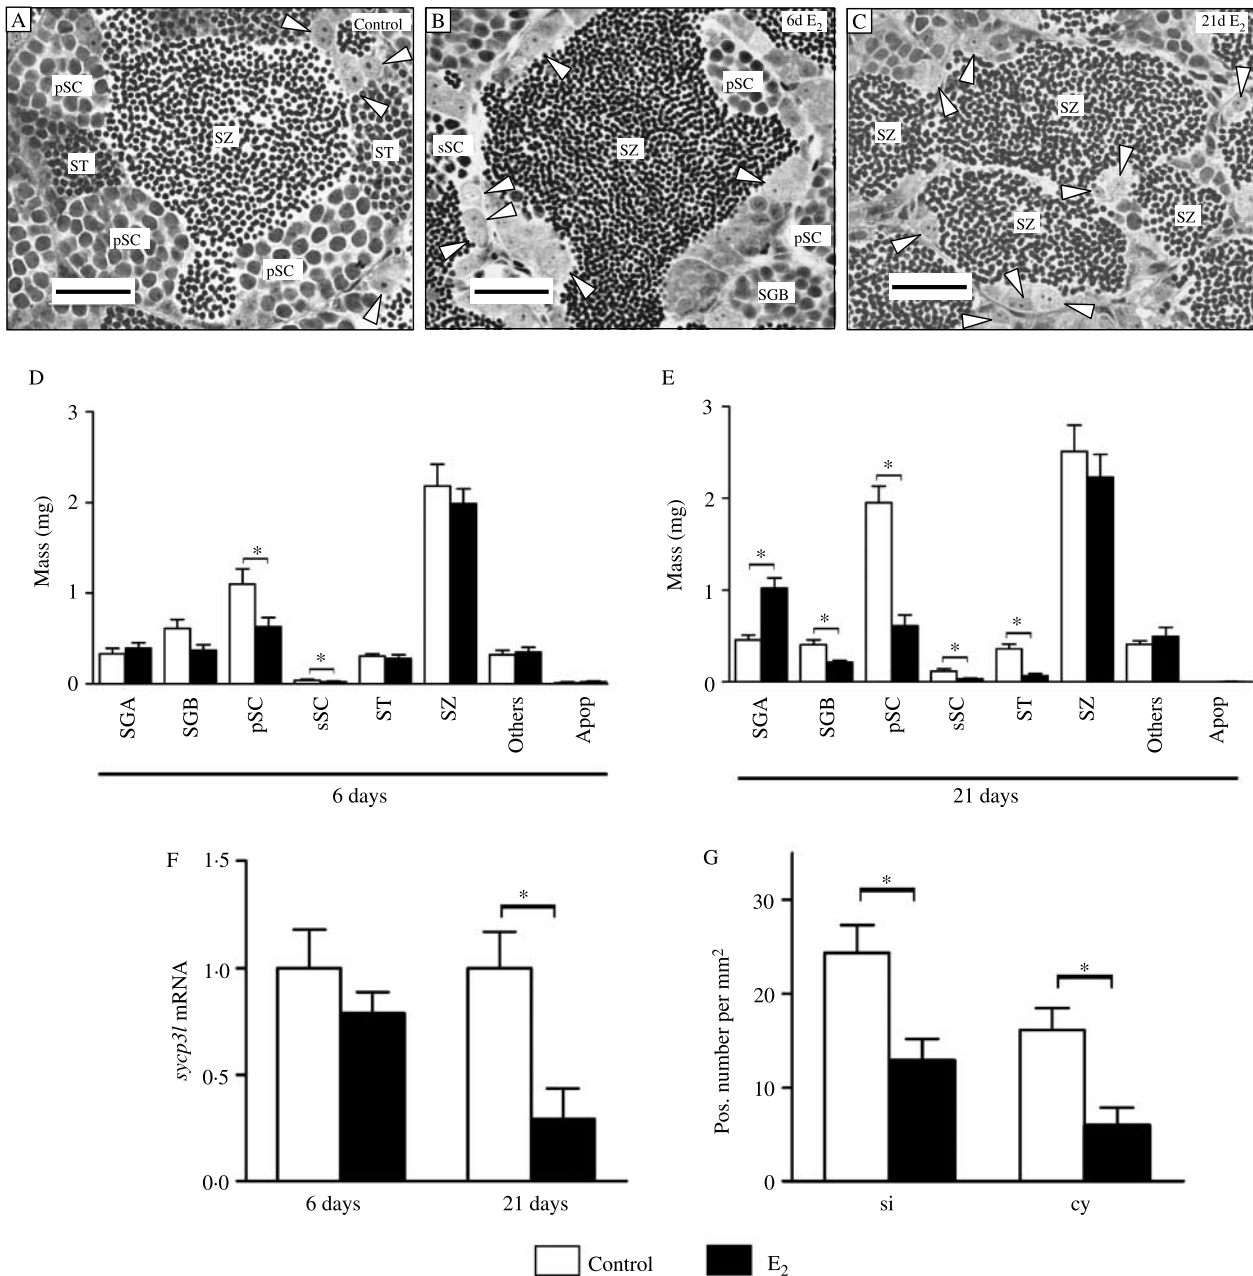 A
Control
pSC
SZ
ST
ST
pSC
pSC
B
6d E₂
pSC
sSC
SZ
pSC
SGB
C
21d E₂
SZ
SZ
SZ
SZ
D
3
2
1
0
Mass (mg)
*
*
SGA
SGB
pSC
sSC
ST
SZ
Others
Apop
6 days
E
3
2
1
0
Mass (mg)
*
*
*
*
*
SGA
SGB
pSC
sSC
ST
SZ
Others
Apop
21 days
F
1·5
1·0
0·5
0·0
sycp3l mRNA
*
6 days
21 days
G
30
20
10
0
Pos. number per mm²
*
*
si
cy
Control
E₂